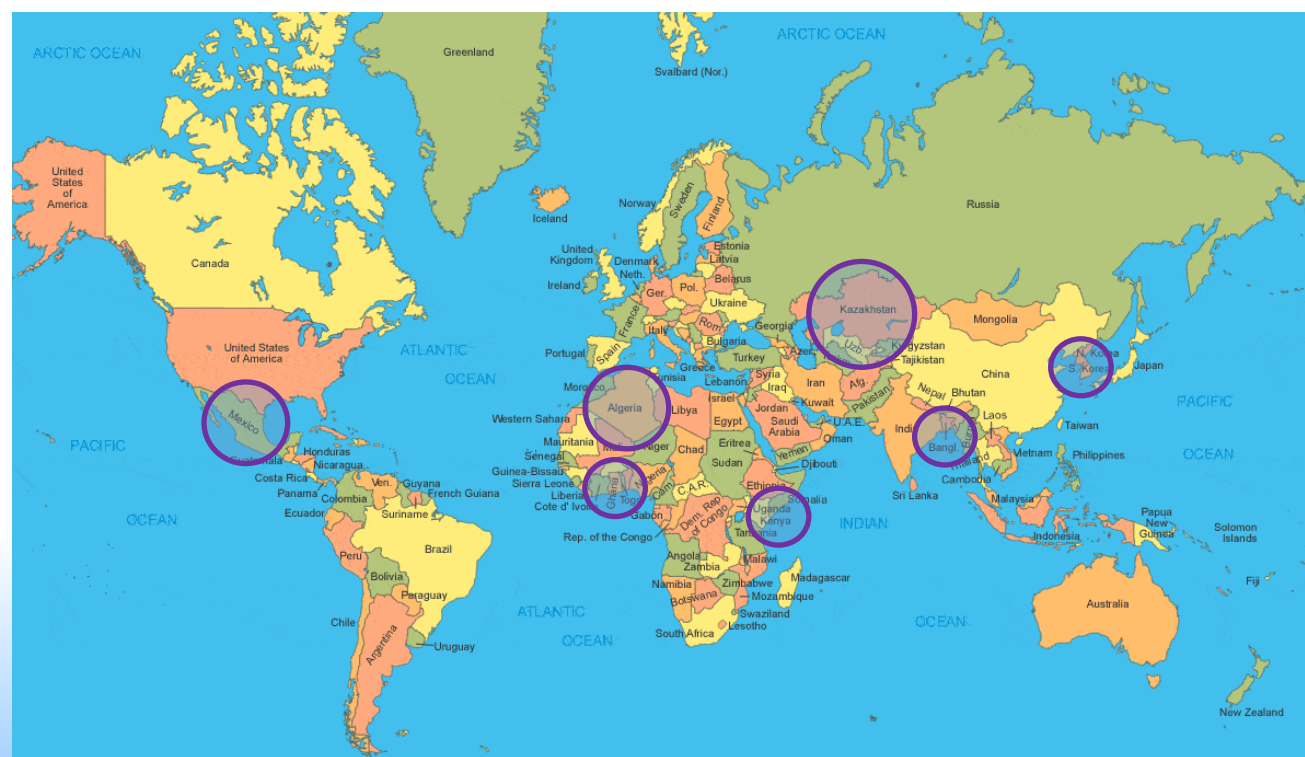 ARCTIC OCEAN
ARCTIC OCEAN
Greenland
Svalbard (Nor.)
United
States
of
America
Canada
Iceland
Norway
Sweden
Finland
Russia
Estonia
Latvia
United
Kingdom
Denmark
Neth.
Ireland
Ger.
Pol.
Belarus
Ukraine
France
Rom.
Italy
Bulgaria
Georgia
Kazakhstan
Mongolia
United States
of America
ATLANTIC
OCEAN
Portugal
Spain
Greece
Turkey
Azer.
Uzb.
Kyrgyzstan
Tajikistan
China
N. Korea
S. Korea
Japan
Morocco
Tunisia
Lebanon
Syria
Israel
Iraq
Iran
Kuwait
Afg.
Pakistan
Nepal
Bhutan
Mexico
Algeria
Libya
Egypt
Jordan
Saudi
Arabia
U.A.E.
Oman
India
Bangl.
Laos
Taiwan
PACIFIC
OCEAN
PACIFIC
OCEAN
Western Sahara
Mauritania
Mali
Niger
Chad
Sudan
Eritrea
Yemen
Djibouti
Thailand
Vietnam
Cambodia
Philippines
Guatemala
Honduras
Nicaragua
Costa Rica
Panama
Ven.
Guyana
French Guiana
Suriname
Colombia
Ecuador
Senegal
Guinea-Bissau
Sierra Leone
Liberia
Cote d' Ivoire
Ghana
Togo
Nigeria
Cam.
C.A.R.
Ethiopia
Somalia
Uganda
Kenya
Sri Lanka
Malaysia
Indonesia
Papua
New
Guinea
Solomon
Islands
Gabon
Rep. of the Congo
Dem. Rep
of Congo
Tanzania
INDIAN
OCEAN
Peru
Brazil
Bolivia
Paraguay
Chile
Argentina
Uruguay
ATLANTIC
OCEAN
Angola
Zambia
Malawi
Zimbabwe
Mozambique
Madagascar
Namibia
Botswana
Swaziland
Lesotho
South Africa
Australia
Fiji
New Zealand